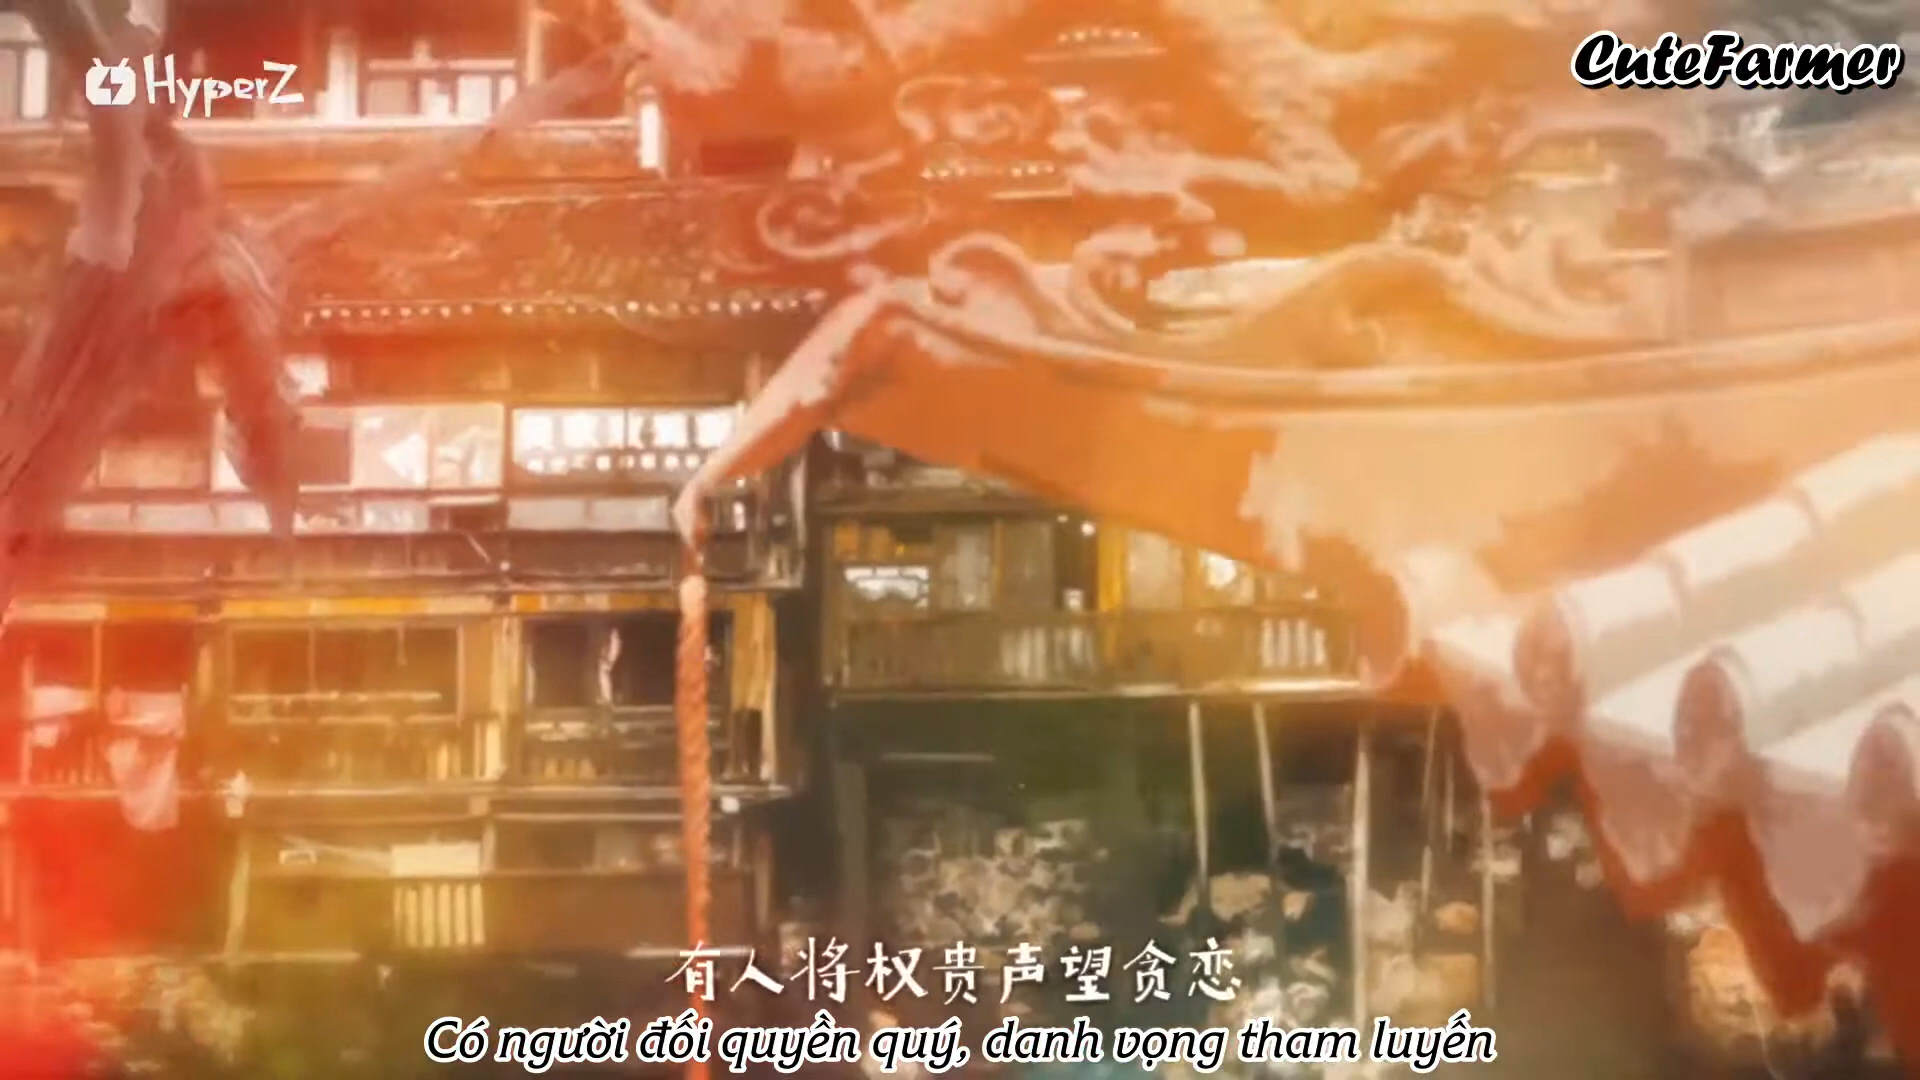 HyperZ
CuteFarmer
有人将权贵声望贪恋
Có người đối quyền quý, danh vọng tham luyến